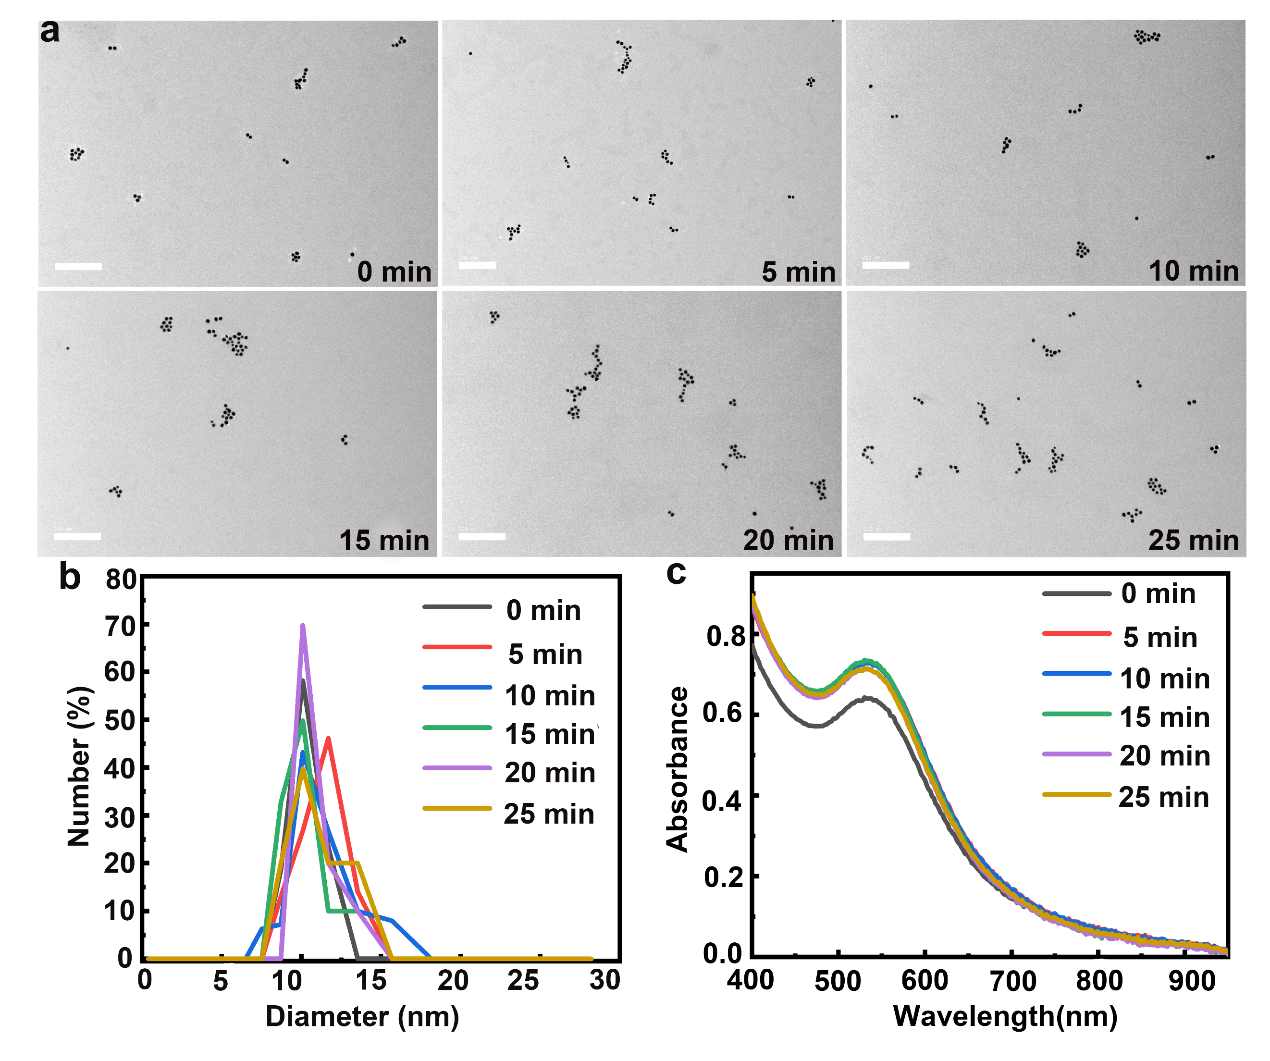 a
0 min
5 min
10 min
15 min
20 min
25 min
b
80
70
60
50
40
30
20
10
0
Number (%)
0 5 10 15 20 25 30
Diameter (nm)
0 min
5 min
10 min
15 min
20 min
25 min
c
0.8
0.6
0.4
0.2
0.0
Absorbance
400 500 600 700 800 900
Wavelength(nm)
0 min
5 min
10 min
15 min
20 min
25 min